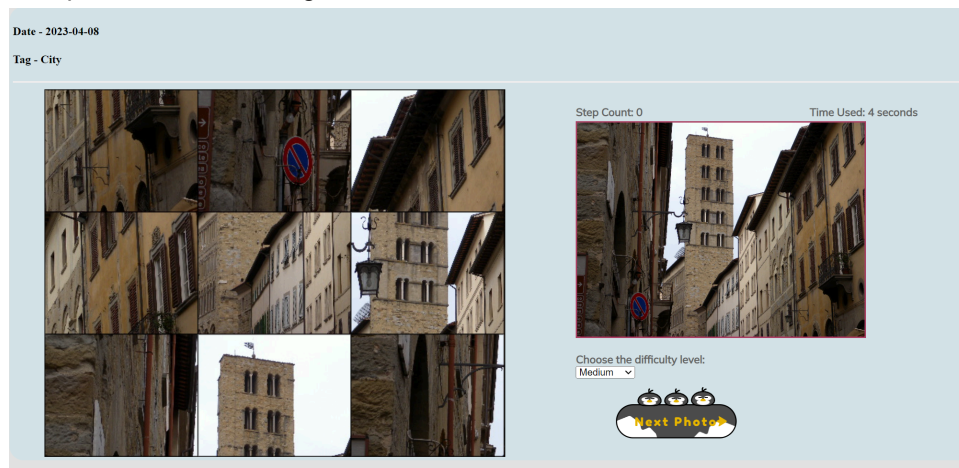 Date - 2023-04-08
Tag - City
Step Count: 0
Time Used: 4 seconds
Choose the difficulty level:
Medium
Next Photo